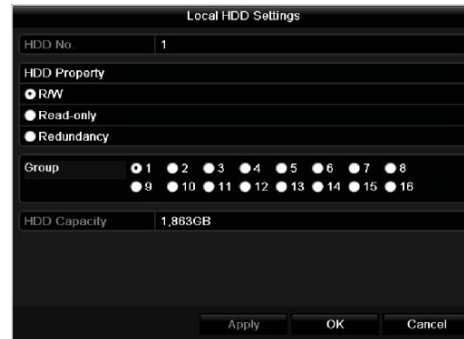 Local HDD Settings
HDD No. 1
HDD Property
R/W
Read-only
Redundancy
Group 1 2 3 4 5 6 7 8
9 10 11 12 13 14 15 16
HDD Capacity 1,863GB
Apply OK Cancel